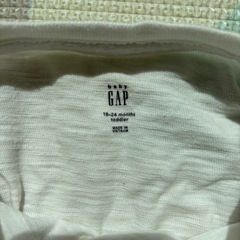 baby
GAP
18-24 months
toddler
MADE IN
VIETNAM